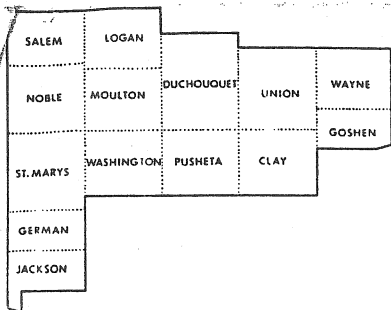 SALEM
LOGAN
NOBLE
MOULTON
DUCHOUQUET
UNION
WAYNE
GOSHEN
ST. MARYS
WASHINGTON
PUSHETA
CLAY
GERMAN
JACKSON